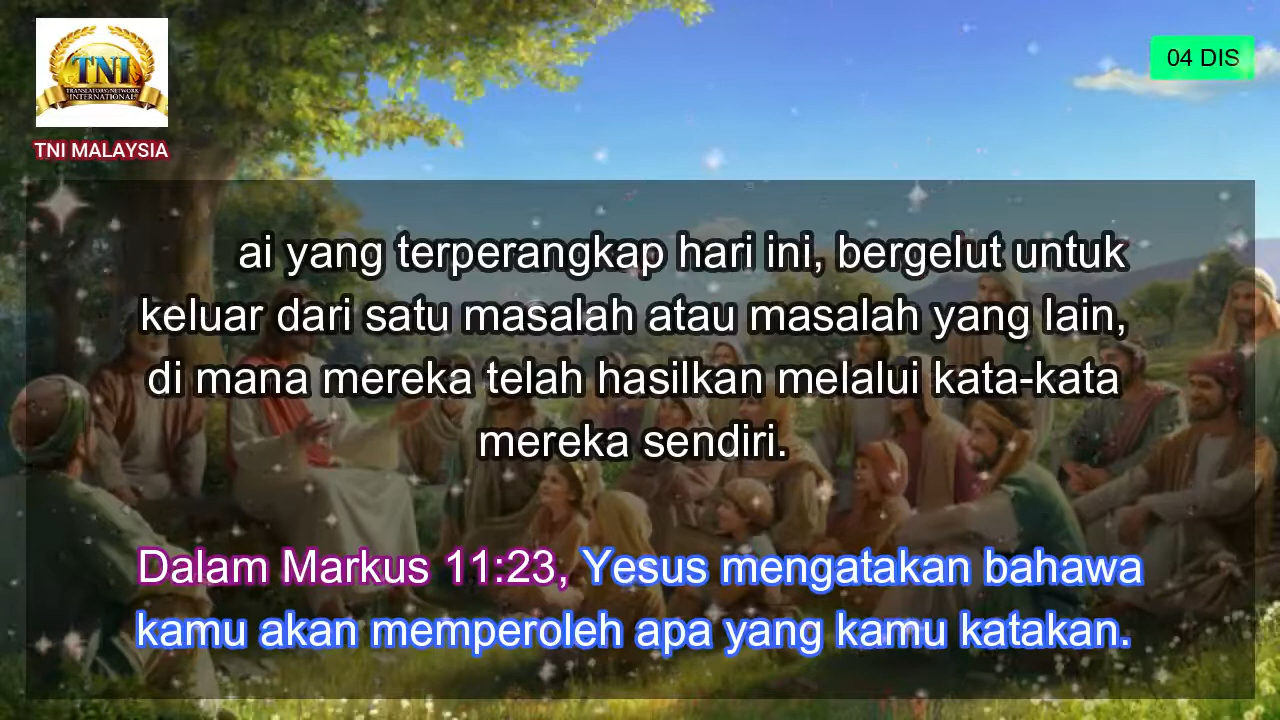 TNI
TRANSLATORS NETWORK
INTERNATIONAL
TNI MALAYSIA
04 DIS
ai yang terperangkap hari ini, bergelut untuk
keluar dari satu masalah atau masalah yang lain,
di mana mereka telah hasilkan melalui kata-kata
mereka sendiri.
Dalam Markus 11:23, Yesus mengatakan bahawa
kamu akan memperoleh apa yang kamu katakan.